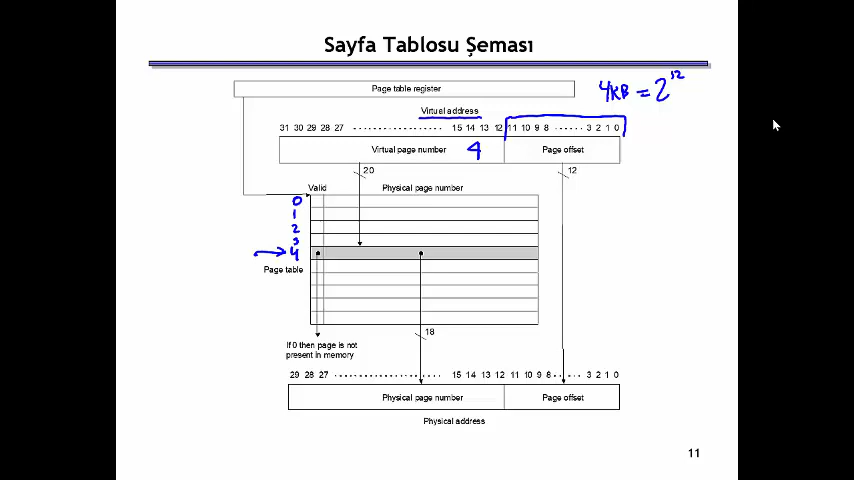 Sayfa Tablosu Şeması
4KB = 2^12
Page table register
Virtual address
31 30 29 28 27 ·················· 15 14 13 12 11 10 9 8 ······ 3 2 1 0
Virtual page number 4 Page offset
20 12
Valid Physical page number
0
1
2
3
4
Page table
18
If 0 then page is not
present in memory
29 28 27 ·················· 15 14 13 12 11 10 9 8 ······ 3 2 1 0
Physical page number Page offset
Physical address
11